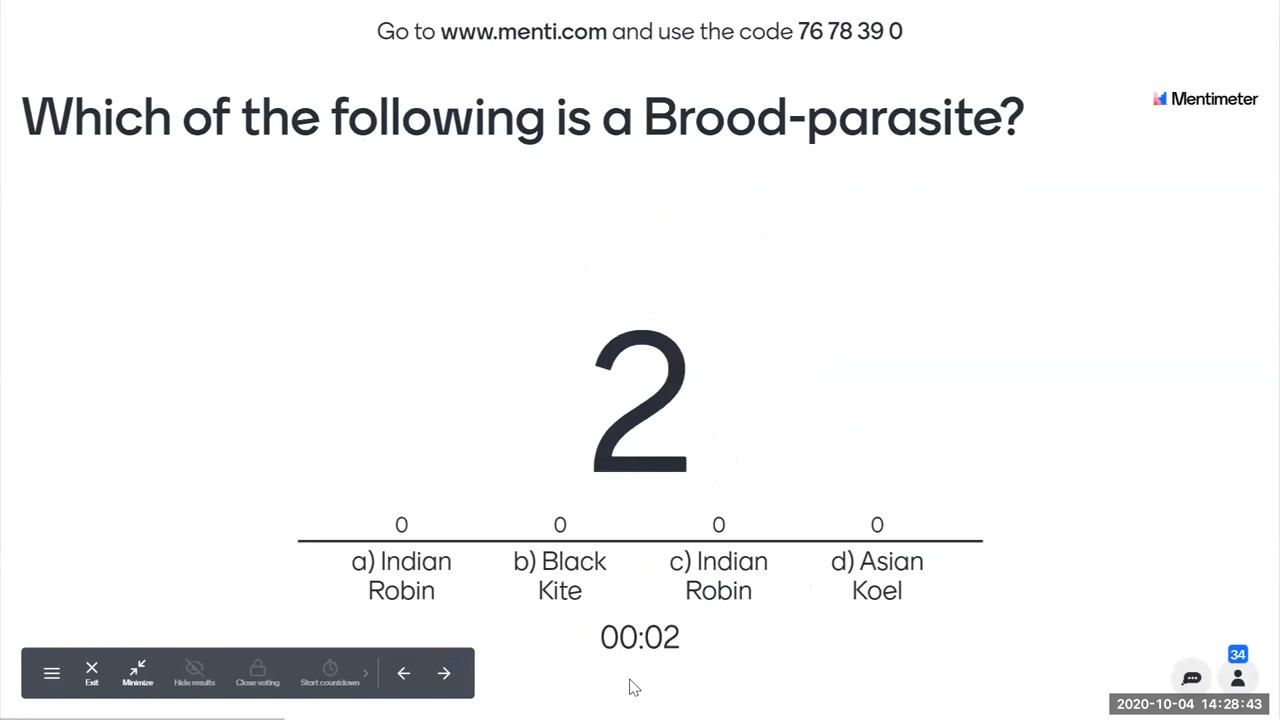 Go to www.menti.com and use the code 76 78 39 0
Which of the following is a Brood-parasite?
Mentimeter
2
0 0 0 0
a) Indian Robin
b) Black Kite
c) Indian Robin
d) Asian Koel
00:02
Exit
Minimize
Hide results
Close voting
Start countdown
34
2020-10-04 14:28:43